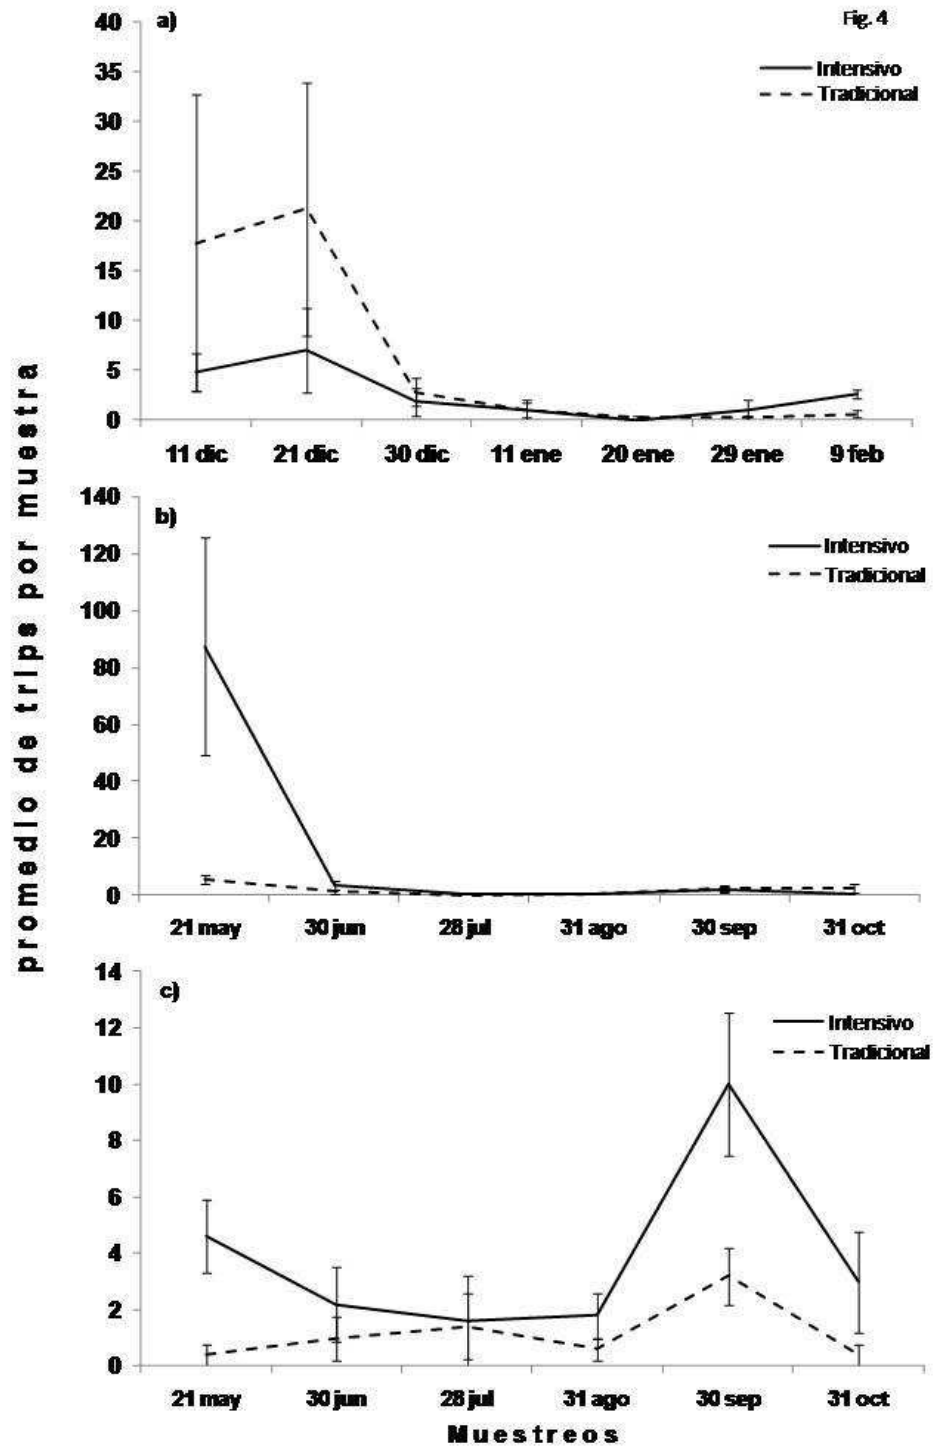 Fig. 4
a)
Intensivo
Tradicional
40
35
30
25
20
15
10
5
0
11 dic 21 dic 30 dic 11 ene 20 ene 29 ene 9 feb
promedio de trips por muestra
b)
Intensivo
Tradicional
140
120
100
80
60
40
20
0
21 may 30 jun 28 jul 31 ago 30 sep 31 oct
c)
Intensivo
Tradicional
14
12
10
8
6
4
2
0
21 may 30 jun 28 jul 31 ago 30 sep 31 oct
Muestreos